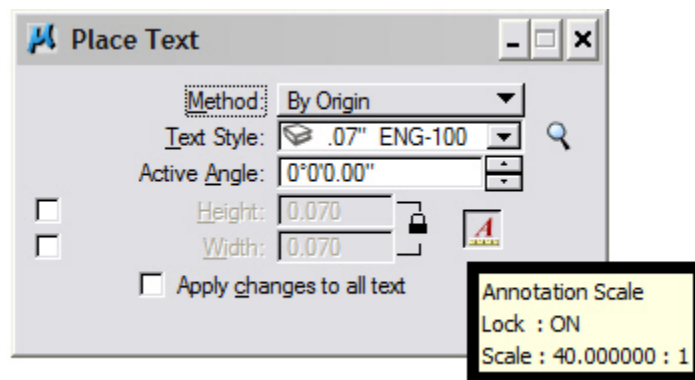 Place Text
Method: By Origin
Text Style: .07" ENG-100
Active Angle: 0°0'0.00"
Height: 0.070
Width: 0.070
A
Apply changes to all text
Annotation Scale
Lock : ON
Scale : 40.000000 : 1